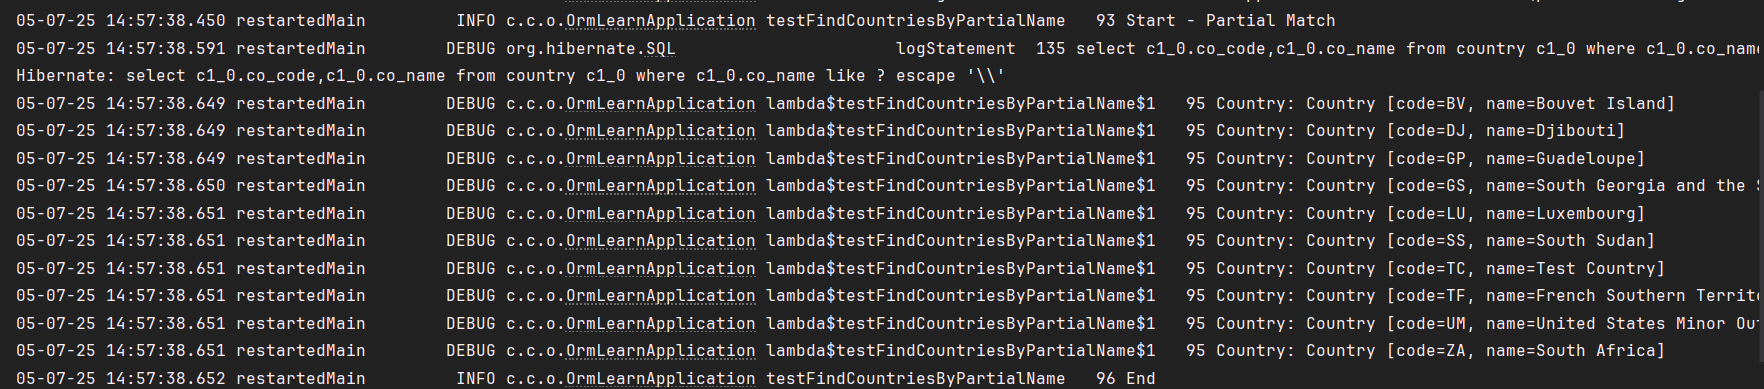 05-07-25 14:57:38.450 restartedMain         INFO c.c.o.OrmLearnApplication testFindCountriesByPartialName   93 Start - Partial Match
05-07-25 14:57:38.591 restartedMain        DEBUG org.hibernate.SQL                      logStatement  135 select c1_0.co_code,c1_0.co_name from country c1_0 where c1_0.co_name
Hibernate: select c1_0.co_code,c1_0.co_name from country c1_0 where c1_0.co_name like ? escape '\\'
05-07-25 14:57:38.649 restartedMain        DEBUG c.c.o.OrmLearnApplication lambda$testFindCountriesByPartialName$1   95 Country: Country [code=BV, name=Bouvet Island]
05-07-25 14:57:38.649 restartedMain        DEBUG c.c.o.OrmLearnApplication lambda$testFindCountriesByPartialName$1   95 Country: Country [code=DJ, name=Djibouti]
05-07-25 14:57:38.649 restartedMain        DEBUG c.c.o.OrmLearnApplication lambda$testFindCountriesByPartialName$1   95 Country: Country [code=GP, name=Guadeloupe]
05-07-25 14:57:38.650 restartedMain        DEBUG c.c.o.OrmLearnApplication lambda$testFindCountriesByPartialName$1   95 Country: Country [code=GS, name=South Georgia and the
05-07-25 14:57:38.651 restartedMain        DEBUG c.c.o.OrmLearnApplication lambda$testFindCountriesByPartialName$1   95 Country: Country [code=LU, name=Luxembourg]
05-07-25 14:57:38.651 restartedMain        DEBUG c.c.o.OrmLearnApplication lambda$testFindCountriesByPartialName$1   95 Country: Country [code=SS, name=South Sudan]
05-07-25 14:57:38.651 restartedMain        DEBUG c.c.o.OrmLearnApplication lambda$testFindCountriesByPartialName$1   95 Country: Country [code=TC, name=Test Country]
05-07-25 14:57:38.651 restartedMain        DEBUG c.c.o.OrmLearnApplication lambda$testFindCountriesByPartialName$1   95 Country: Country [code=TF, name=French Southern Territ
05-07-25 14:57:38.651 restartedMain        DEBUG c.c.o.OrmLearnApplication lambda$testFindCountriesByPartialName$1   95 Country: Country [code=UM, name=United States Minor Ou
05-07-25 14:57:38.651 restartedMain        DEBUG c.c.o.OrmLearnApplication lambda$testFindCountriesByPartialName$1   95 Country: Country [code=ZA, name=South Africa]
05-07-25 14:57:38.652 restartedMain         INFO c.c.o.OrmLearnApplication testFindCountriesByPartialName   96 End